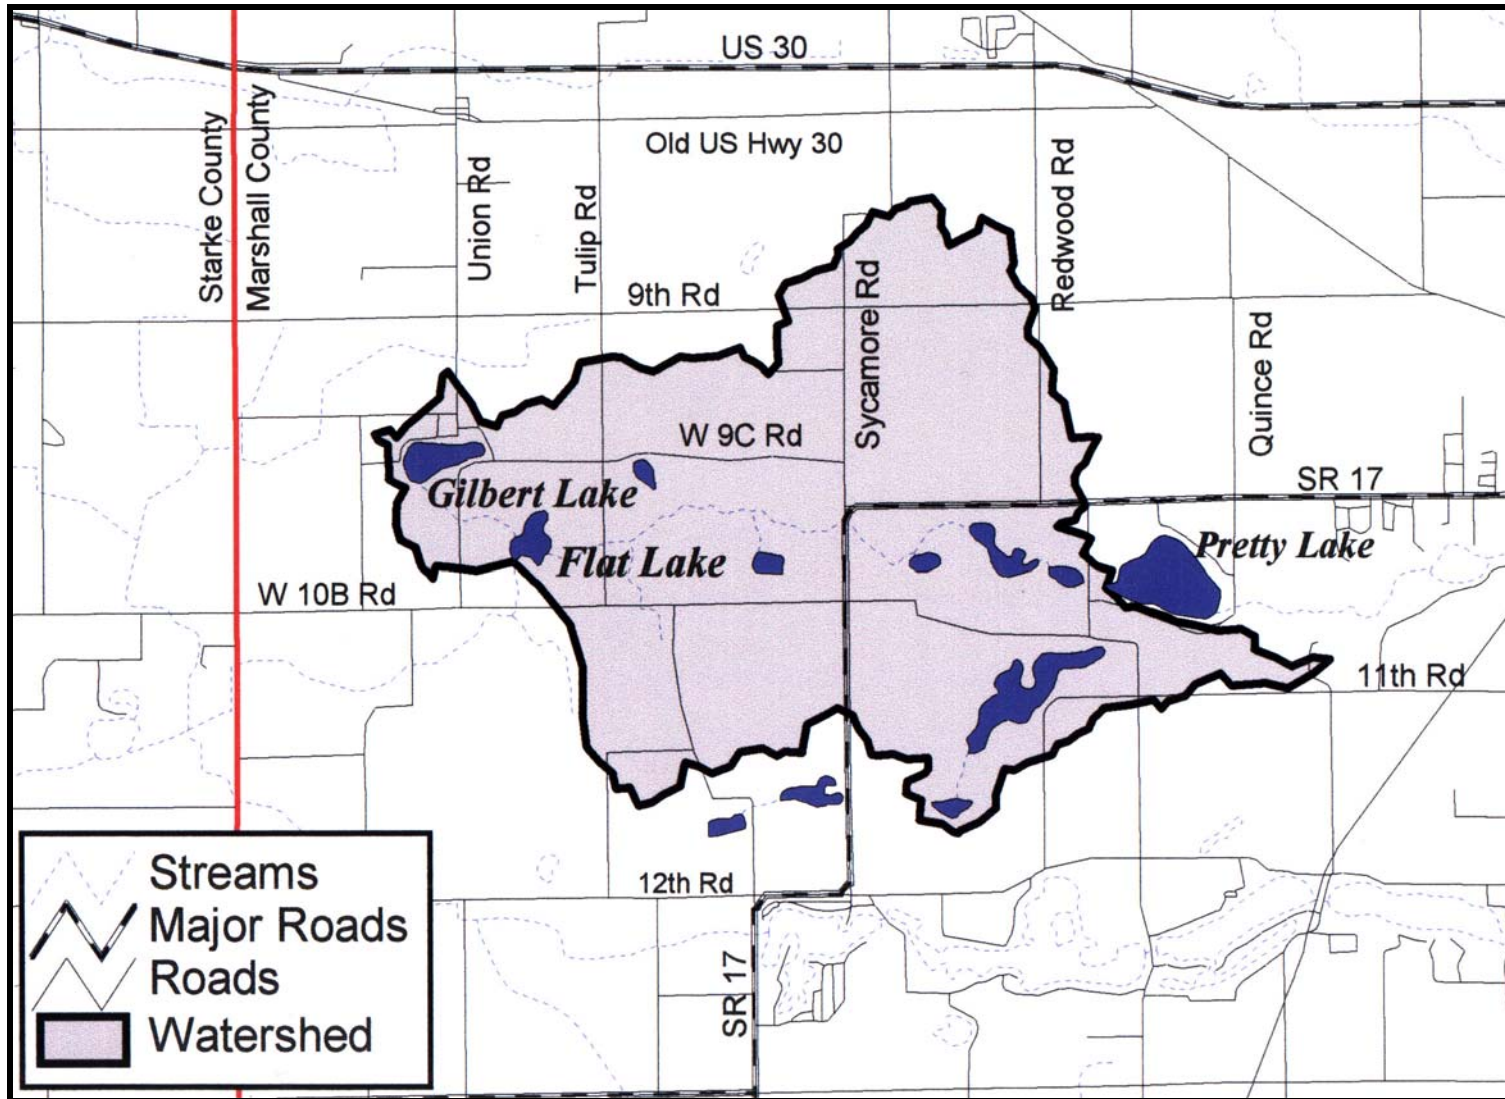 US 30
Old US Hwy 30
Starke County
Marshall County
Union Rd
Tulip Rd
Redwood Rd
9th Rd
Sycamore Rd
Quince Rd
W 9C Rd
SR 17
Gilbert Lake
Flat Lake
Pretty Lake
W 10B Rd
11th Rd
12th Rd
SR 17
Streams
Major Roads
Roads
Watershed